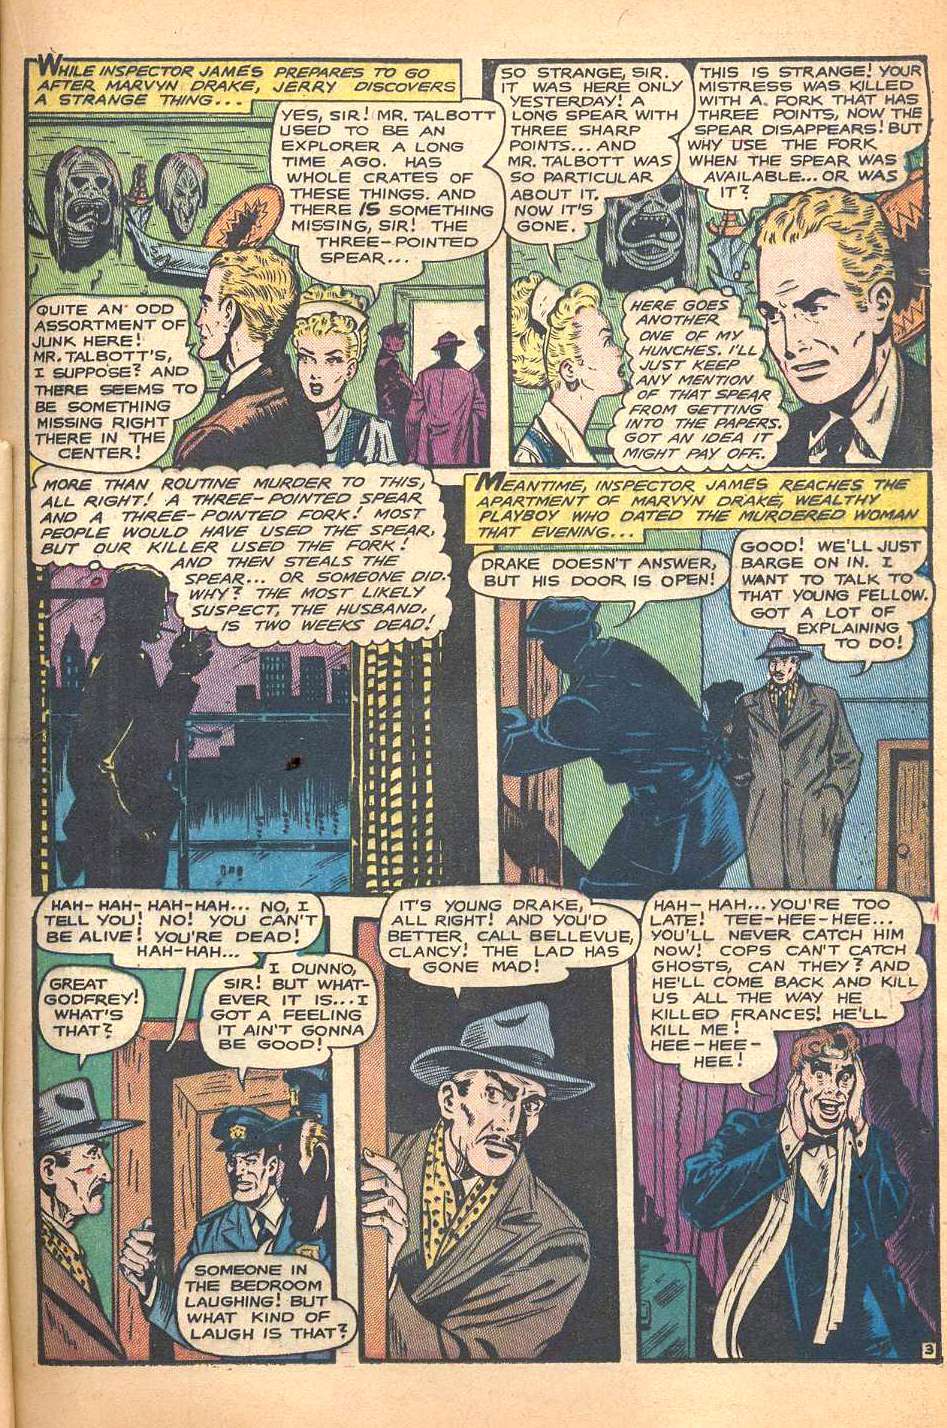 WHILE INSPECTOR JAMES PREPARES TO GO
AFTER MARVYN DRAKE, JERRY DISCOVERS
A STRANGE THING...
YES, SIR! MR. TALBOTT
USED TO BE AN
EXPLORER A LONG
TIME AGO. HAS
WHOLE CRATES OF
THESE THINGS. AND
THERE IS SOMETHING
MISSING, SIR! THE
THREE-POINTED
SPEAR...
QUITE AN ODD
ASSORTMENT OF
JUNK HERE!
MR. TALBOTT'S,
I SUPPOSE? AND
THERE SEEMS TO
BE SOMETHING
MISSING RIGHT
THERE IN THE
CENTER!
SO STRANGE, SIR.
IT WAS HERE ONLY
YESTERDAY! A
LONG SPEAR WITH
THREE SHARP
POINTS... AND
MR. TALBOTT WAS
SO PARTICULAR
ABOUT IT.
NOW IT'S
GONE.
THIS IS STRANGE! YOUR
MISTRESS WAS KILLED
WITH A FORK THAT HAS
THREE POINTS, NOW THE
SPEAR DISAPPEARS! BUT
WHY USE THE FORK
WHEN THE SPEAR WAS
AVAILABLE... OR WAS
IT?
HERE GOES
ANOTHER
ONE OF MY
HUNCHES. I'LL
JUST KEEP
ANY MENTION
OF THAT SPEAR
FROM GETTING
INTO THE PAPERS.
GOT AN IDEA IT
MIGHT PAY OFF.
MORE THAN ROUTINE MURDER TO THIS,
ALL RIGHT! A THREE-POINTED SPEAR
AND A THREE-POINTED FORK! MOST
PEOPLE WOULD HAVE USED THE SPEAR,
BUT OUR KILLER USED THE FORK!
AND THEN STEALS THE
SPEAR... OR SOMEONE DID.
WHY? THE MOST LIKELY
SUSPECT, THE HUSBAND,
IS TWO WEEKS DEAD!
MEANTIME, INSPECTOR JAMES REACHES THE
APARTMENT OF MARVYN DRAKE, WEALTHY
PLAYBOY WHO DATED THE MURDERED WOMAN
THAT EVENING...
DRAKE DOESN'T ANSWER,
BUT HIS DOOR IS OPEN!
GOOD! WE'LL JUST
BARGE ON IN. I
WANT TO TALK TO
THAT YOUNG FELLOW.
GOT A LOT OF
EXPLAINING
TO DO!
HAH-HAH-HAH-HAH... NO, I
TELL YOU! NO! YOU CAN'T
BE ALIVE! YOU'RE DEAD!
HAH-HAH...
GREAT
GODFREY!
WHAT'S
THAT?
I DUNNO,
SIR! BUT WHAT-
EVER IT IS... I
GOT A FEELING
IT AIN'T GONNA
BE GOOD!
SOMEONE IN
THE BEDROOM
LAUGHING! BUT
WHAT KIND OF
LAUGH IS THAT?
IT'S YOUNG DRAKE,
ALL RIGHT! AND YOU'D
BETTER CALL BELLEVUE,
CLANCY! THE LAD HAS
GONE MAD!
HAH-HAH... YOU'RE TOO
LATE! TEE-HEE-HEE...
YOU'LL NEVER CATCH HIM
NOW! COPS CAN'T CATCH
GHOSTS, CAN THEY? AND
HE'LL COME BACK AND KILL
US ALL THE WAY HE
KILLED FRANCES! HE'LL
KILL ME!
HEE-HEE-
HEE!
3